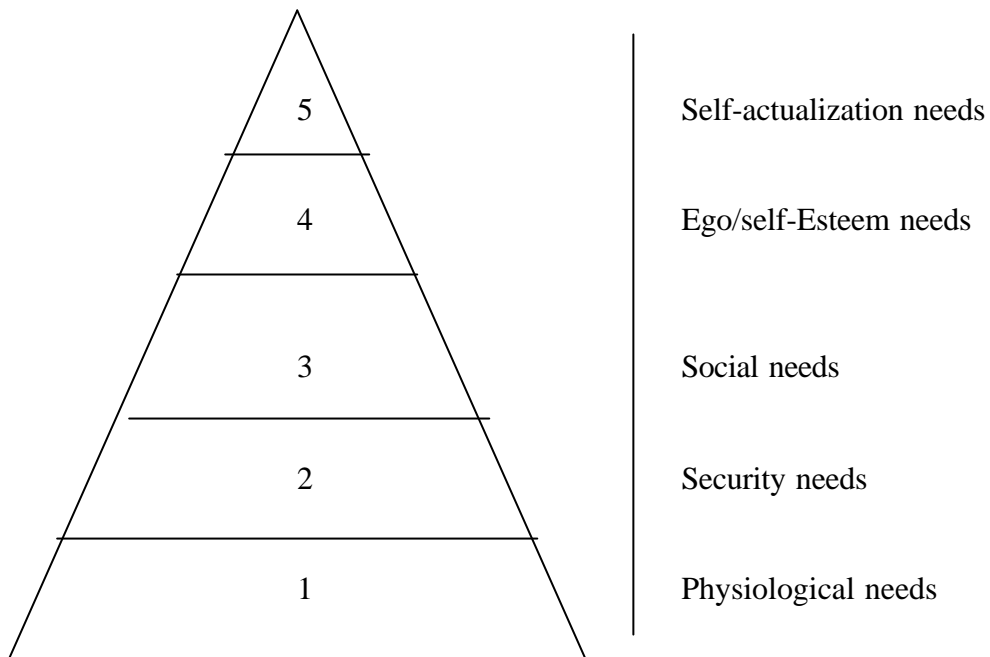 5 Self-actualization needs
4 Ego/self-Esteem needs
3 Social needs
2 Security needs
1 Physiological needs